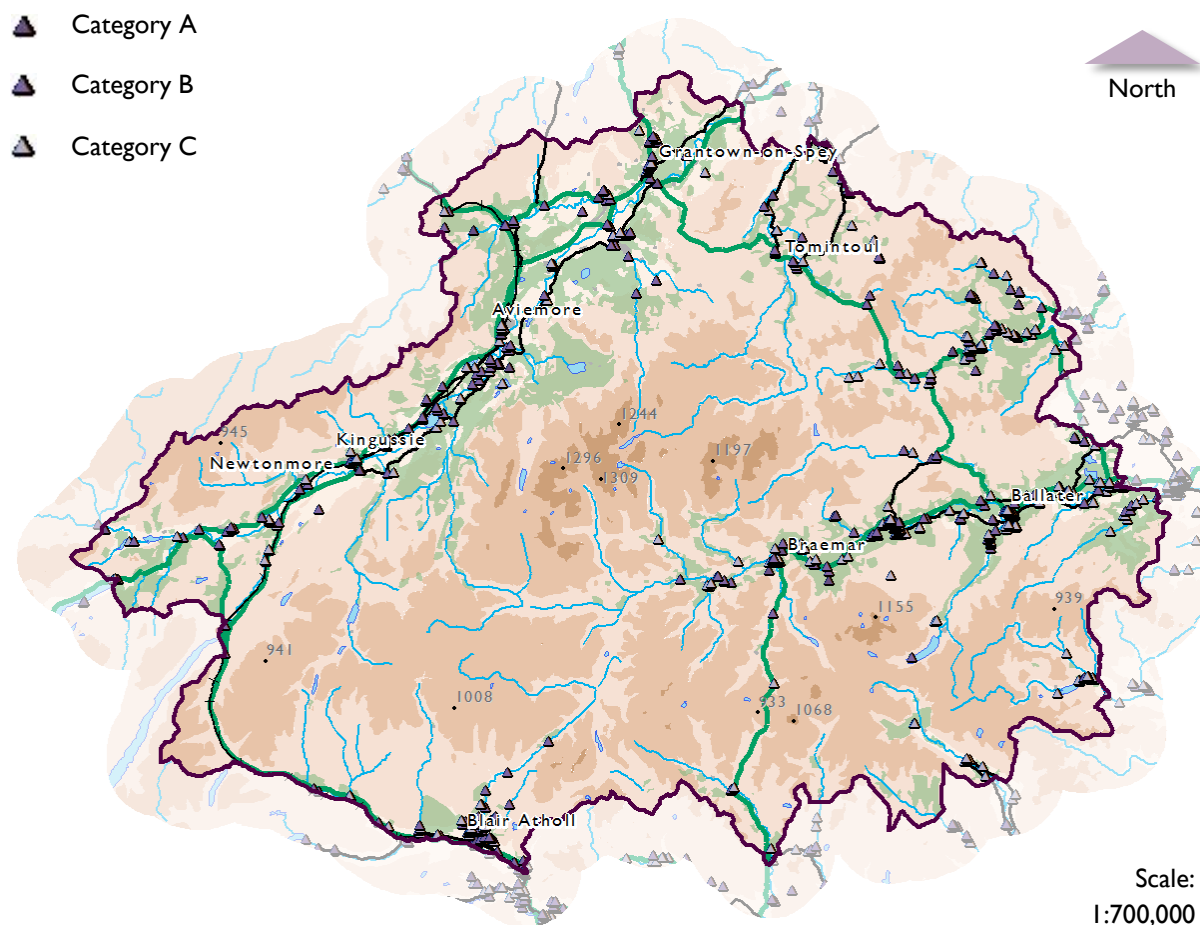 Category A
Category B
Category C
North
Grantown-on-Spey
Tomintoul
Aviemore
1244
945
Kingussie
1296
1197
Newtonmore
1309
Ballater
Braemar
939
1155
941
1008
933
1068
Blair Atholl
Scale:
1:700,000